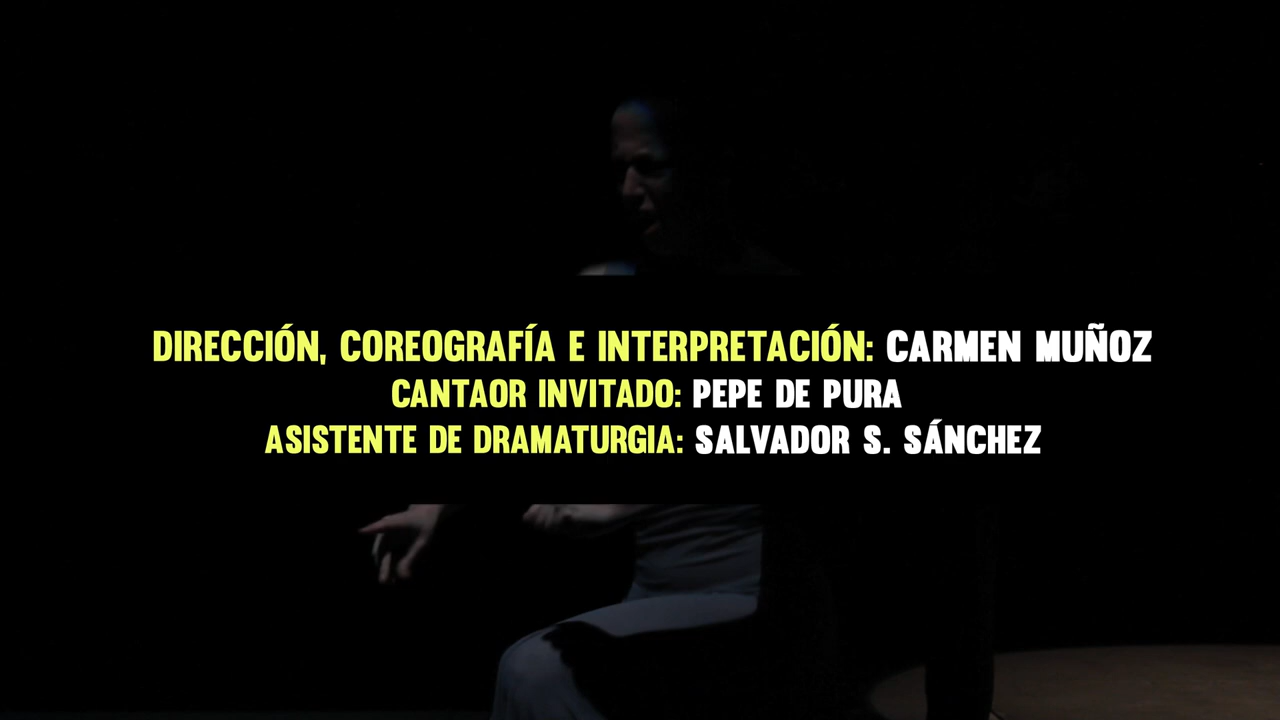 DIRECCIÓN, COREOGRAFÍA E INTERPRETACIÓN: CARMEN MUÑOZ
CANTAOR INVITADO: PEPE DE PURA
ASISTENTE DE DRAMATURGIA: SALVADOR S. SÁNCHEZ